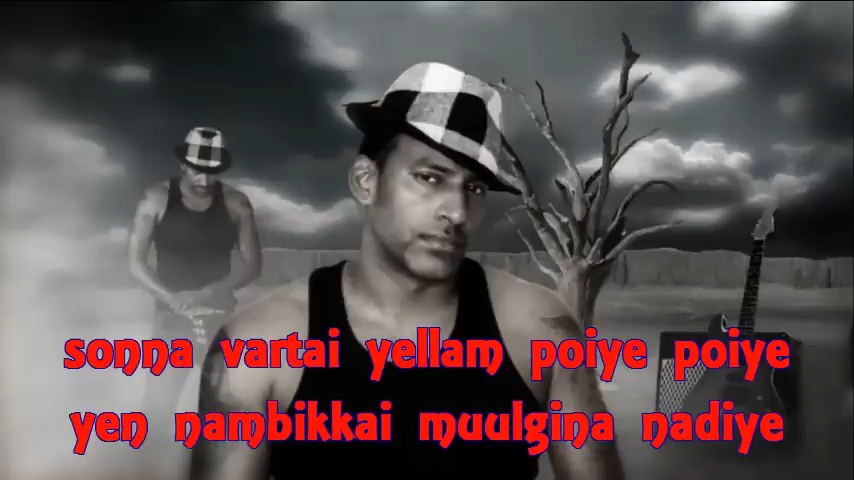 sonna vartai yellam poiye poiye
yen nambikkai muulgina nadiye